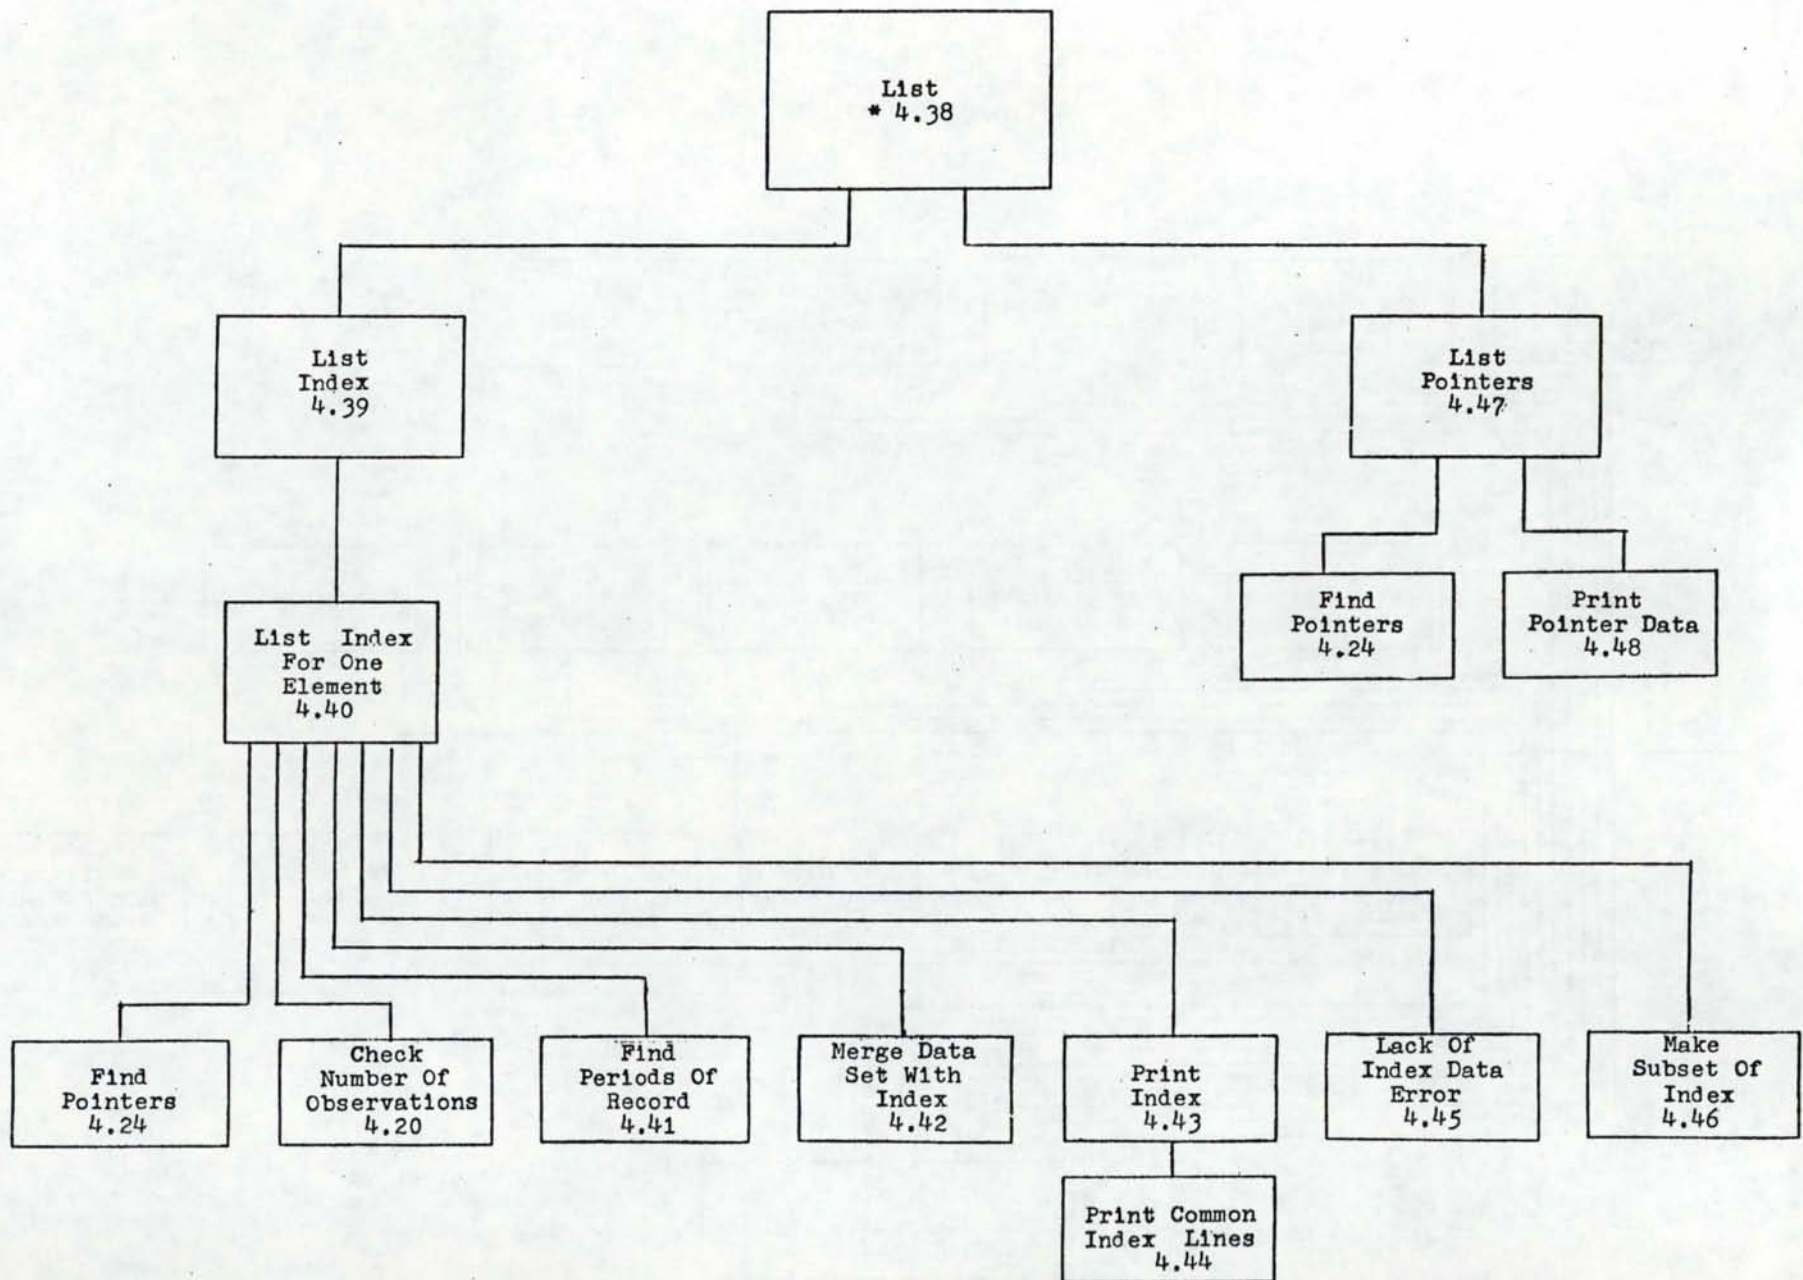 List
* 4.38
List
Index
4.39
List
Pointers
4.47
List Index
For One
Element
4.40
Find
Pointers
4.24
Print
Pointer Data
4.48
Find
Pointers
4.24
Check
Number Of
Observations
4.20
Find
Periods Of
Record
4.41
Merge Data
Set With
Index
4.42
Print
Index
4.43
Lack Of
Index Data
Error
4.45
Make
Subset Of
Index
4.46
Print Common
Index Lines
4.44